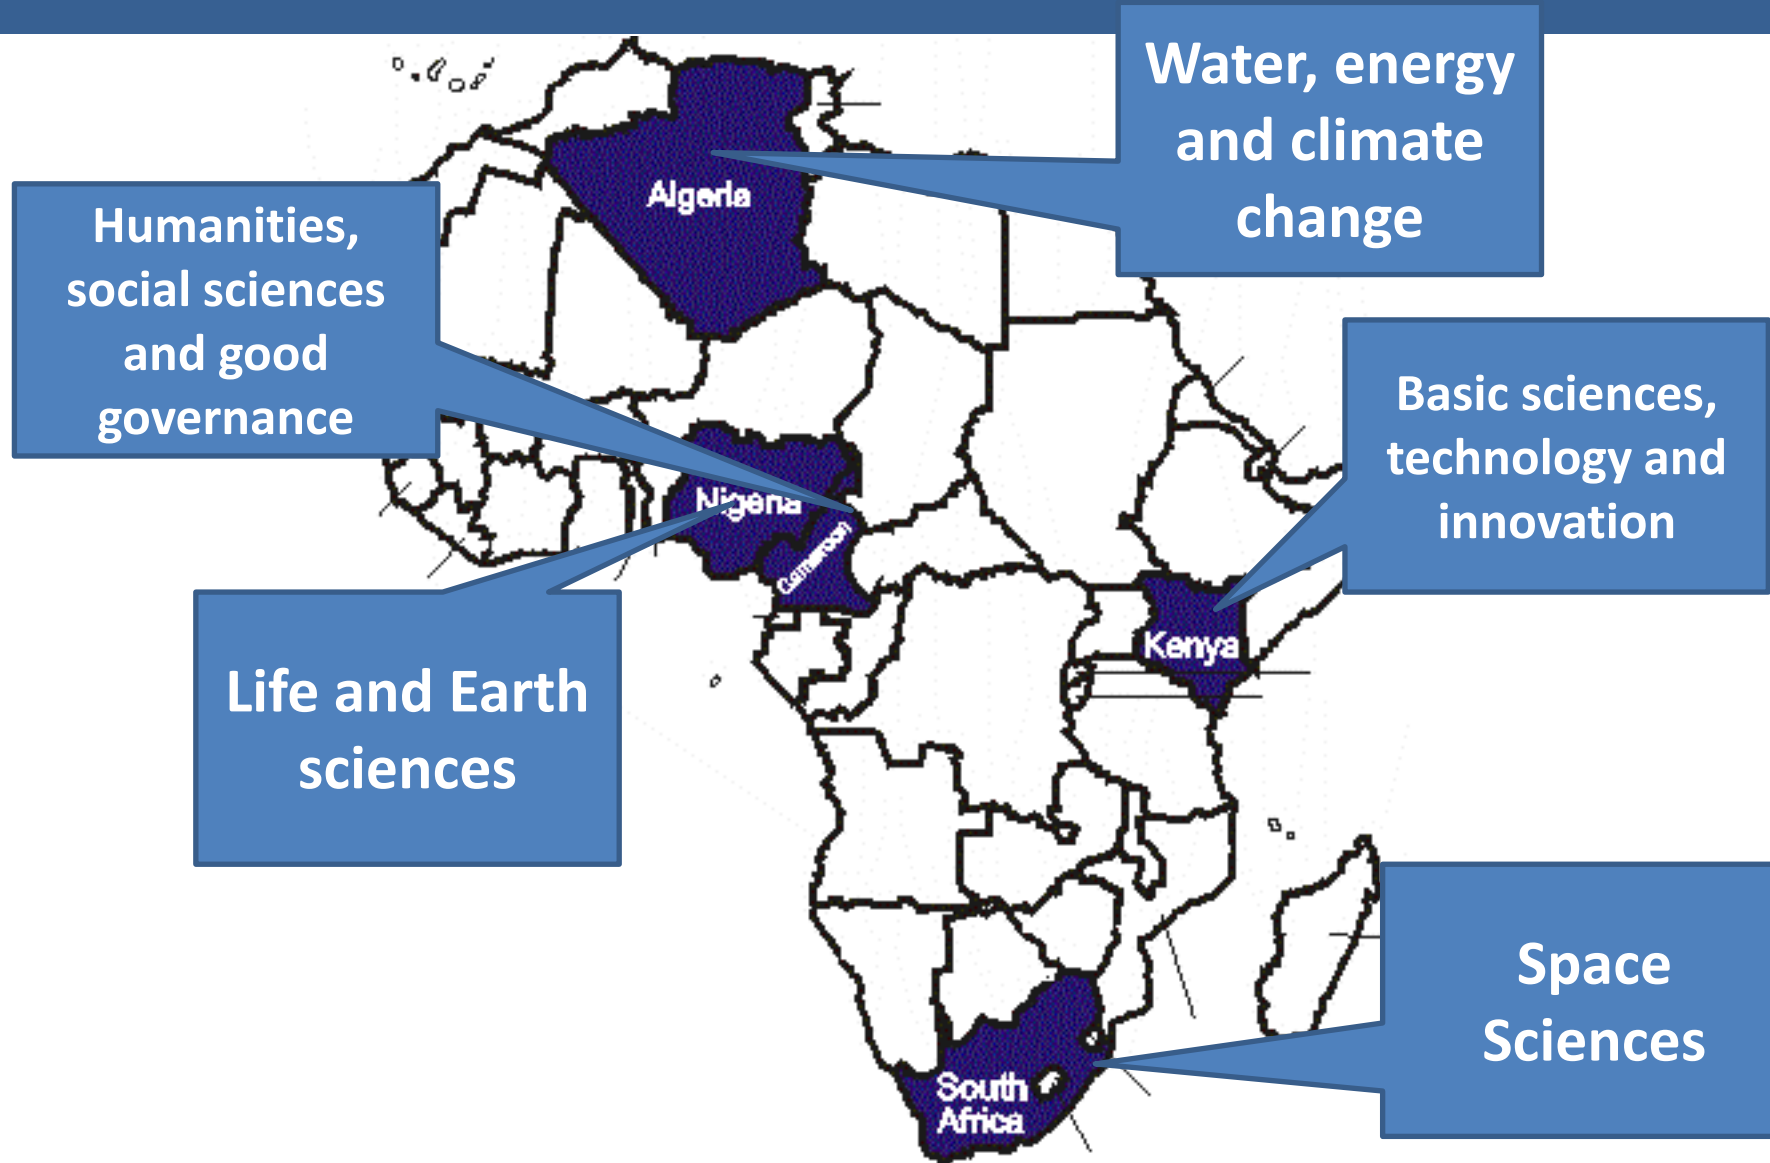 Water, energy
and climate
change
Algeria
Humanities,
social sciences
and good
governance
Basic sciences,
technology and
innovation
Nigeria
Cameroon
Life and Earth
sciences
Kenya
Space
Sciences
South
Africa